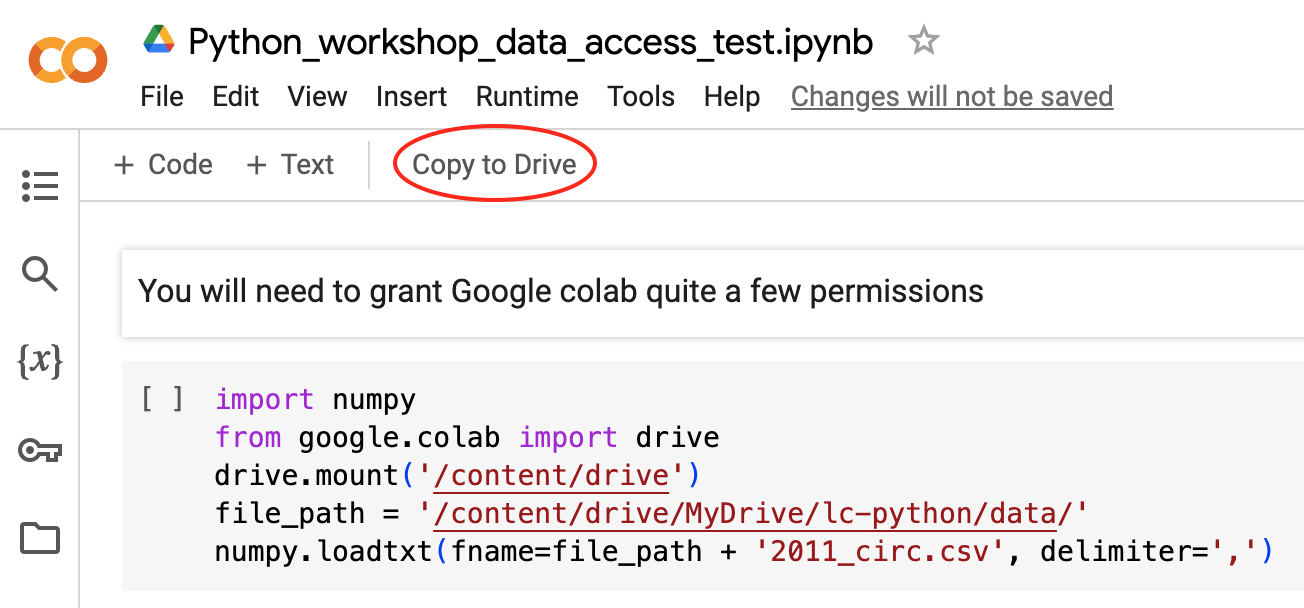 Python_workshop_data_access_test.ipynb
File Edit View Insert Runtime Tools Help Changes will not be saved
+ Code + Text Copy to Drive
You will need to grant Google colab quite a few permissions
{x}
[ ] import numpy
from google.colab import drive
drive.mount('/content/drive')
file_path = '/content/drive/MyDrive/lc-python/data/'
numpy.loadtxt(fname=file_path + '2011_circ.csv', delimiter=',')